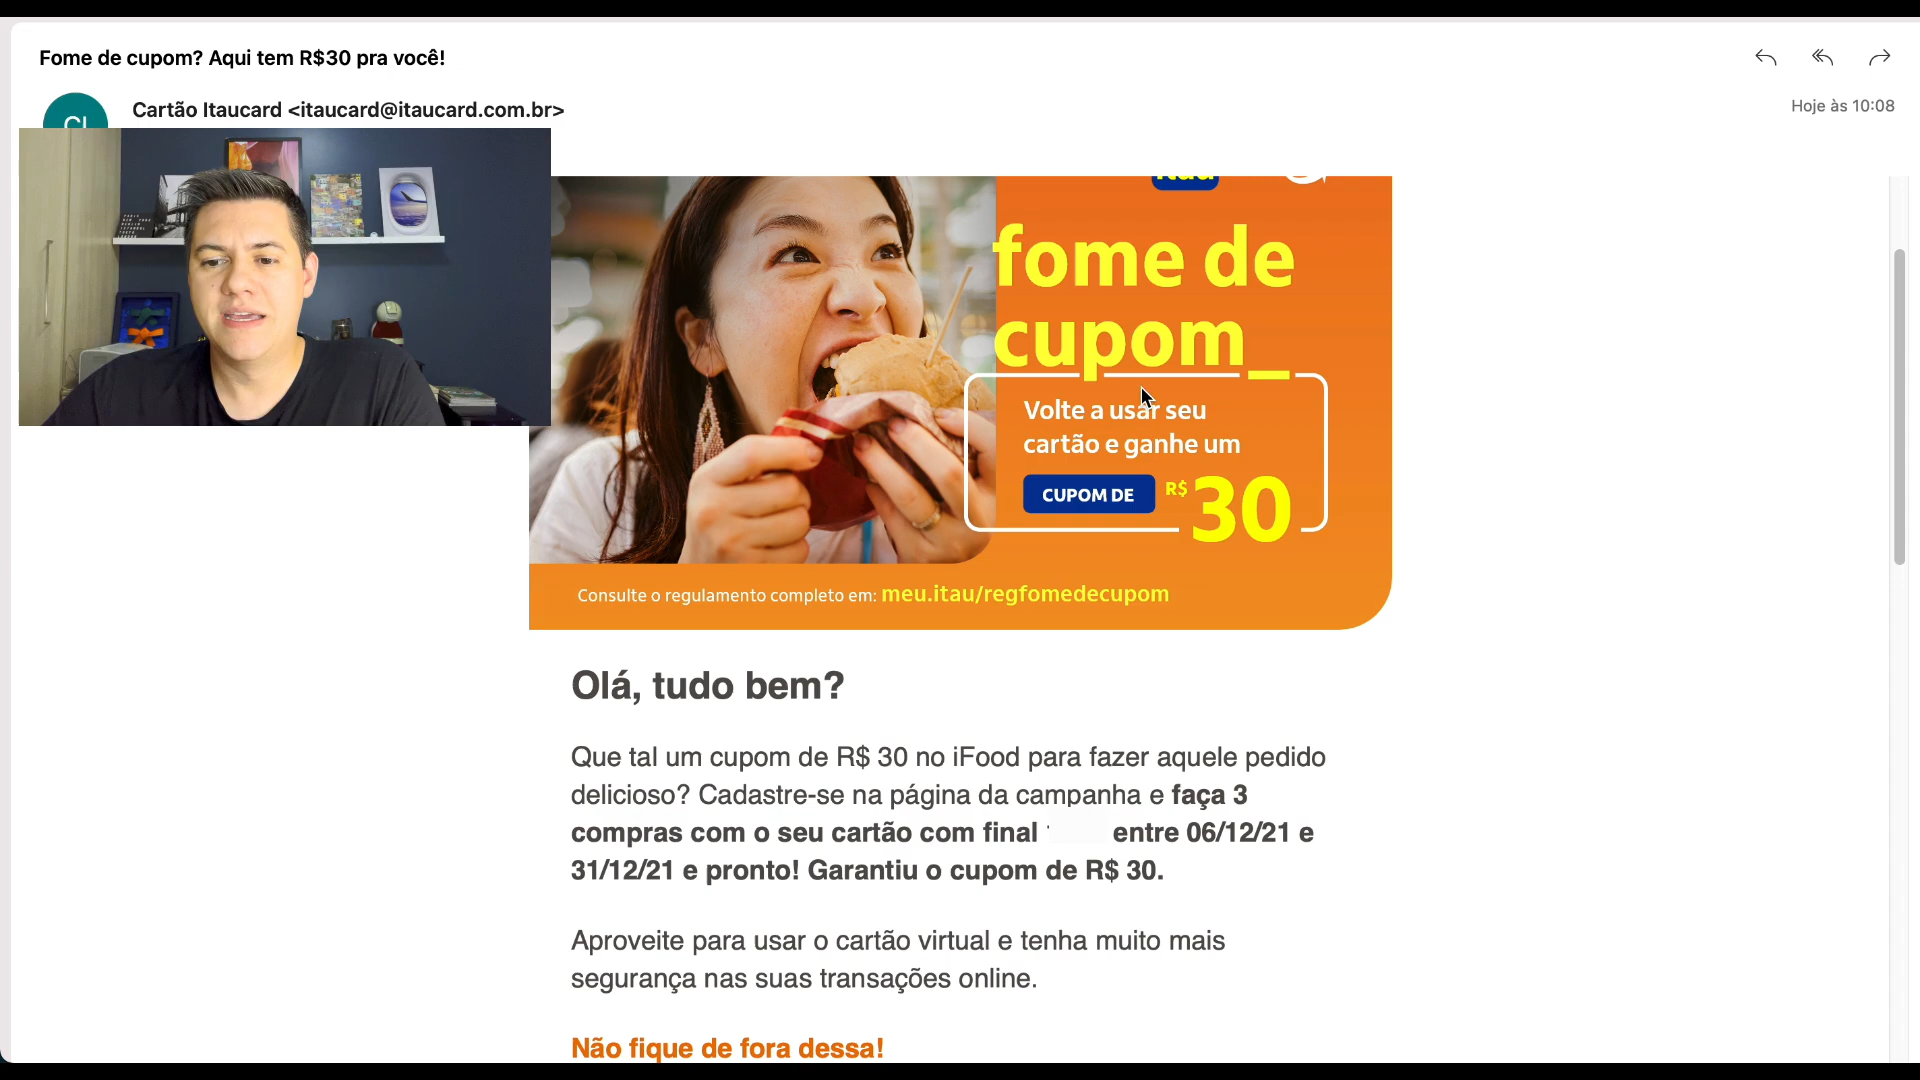 Fome de cupom? Aqui tem R$30 pra você!
Cartão Itaucard <itaucard@itaucard.com.br>
Hoje às 10:08
fome de
cupom_
Volte a usar seu
cartão e ganhe um
CUPOM DE R$ 30
Consulte o regulamento completo em: meu.itau/regfomedecupom
Olá, tudo bem?
Que tal um cupom de R$ 30 no iFood para fazer aquele pedido
delicioso? Cadastre-se na página da campanha e faça 3
compras com o seu cartão com final entre 06/12/21 e
31/12/21 e pronto! Garantiu o cupom de R$ 30.
Aproveite para usar o cartão virtual e tenha muito mais
segurança nas suas transações online.
Não fique de fora dessa!